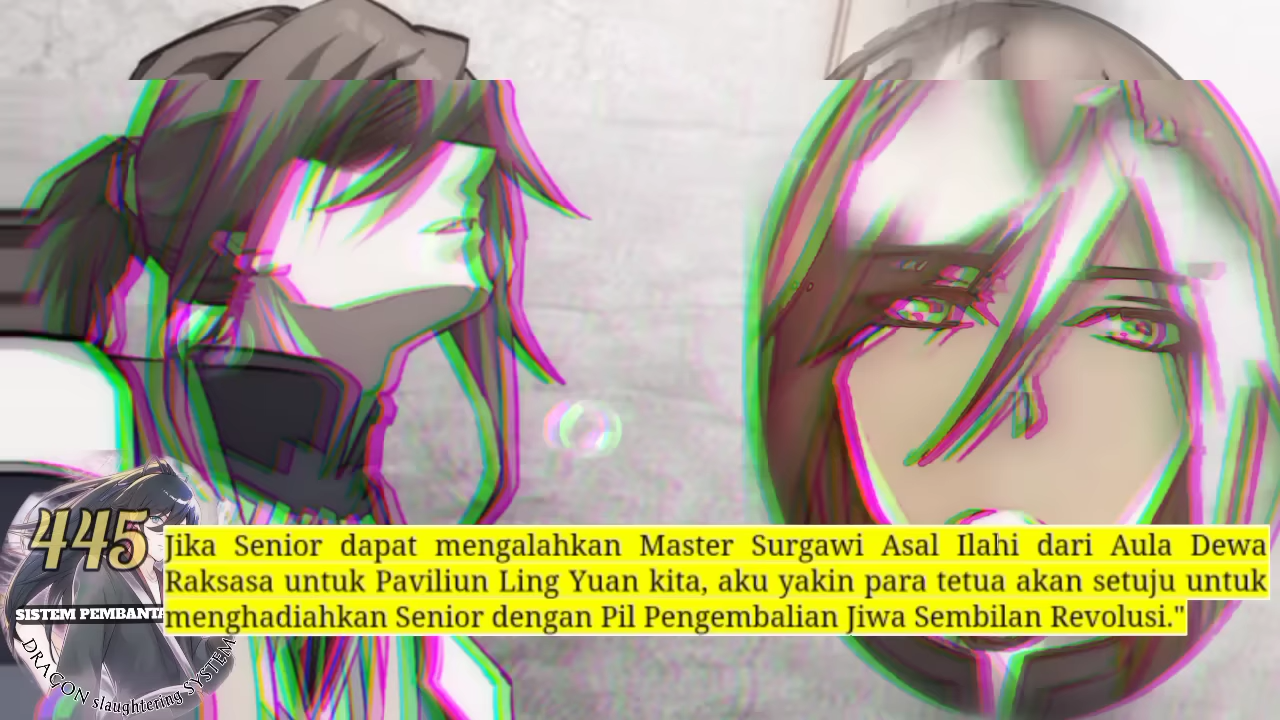 445
SISTEM PEMBANTA
DRAGON slaughtering SYSTEM
Jika Senior dapat mengalahkan Master Surgawi Asal Ilahi dari Aula Dewa
Raksasa untuk Paviliun Ling Yuan kita, aku yakin para tetua akan setuju untuk
menghadiahkan Senior dengan Pil Pengembalian Jiwa Sembilan Revolusi."